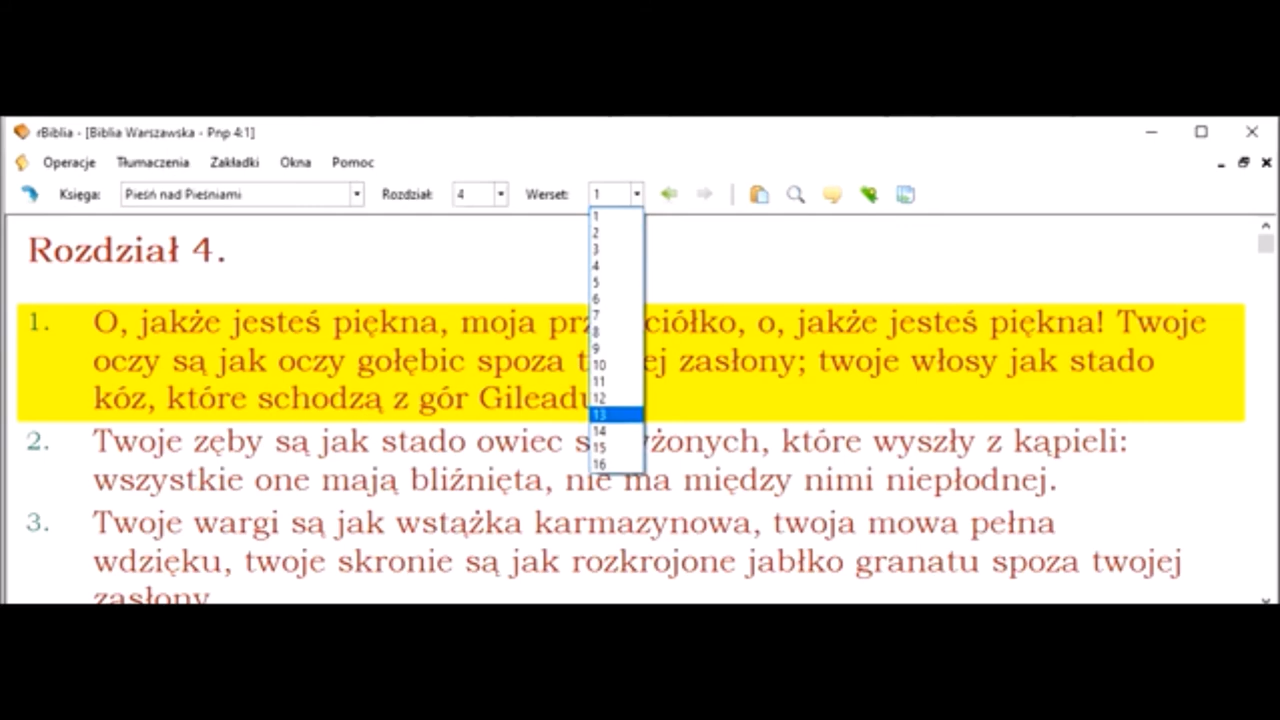 rBiblia - [Biblia Warszawska - Pnp 4:1]
Operacje Tłumaczenia Zakładki Okna Pomoc
Księga: Pieśń nad Pieśniami Rozdział: 4 Werset: 1
1
2
3
4
5
6
7
8
9
10
11
12
13
14
15
16
Rozdział 4.
1. O, jakże jesteś piękna, moja ciółko, o, jakże jesteś piękna! Twoje
oczy są jak oczy gołębic spoza ej zasłony; twoje włosy jak stado
kóz, które schodzą z gór Gileadu
2. Twoje zęby są jak stado owiec s żonych, które wyszły z kąpieli:
wszystkie one mają bliźnięta, nie ma między nimi niepłodnej.
3. Twoje wargi są jak wstążka karmazynowa, twoja mowa pełna
wdzięku, twoje skronie są jak rozkrojone jabłko granatu spoza twojej
zasłony